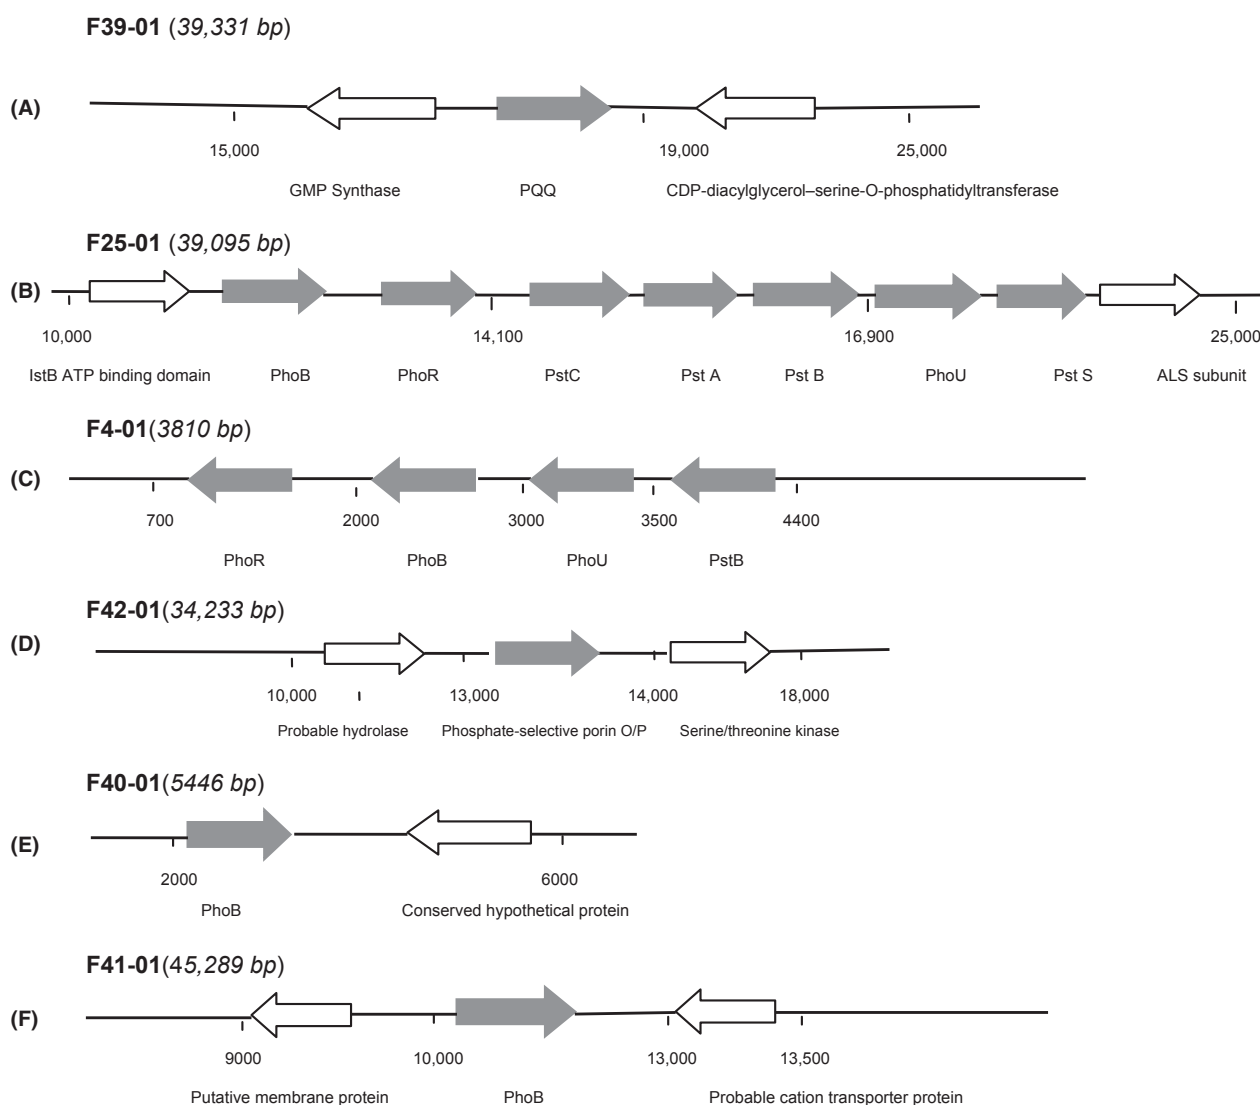 F39-01 (39,331 bp)
(A)
15,000 19,000 25,000
GMP Synthase PQQ CDP-diacylglycerol–serine-O-phosphatidyltransferase
F25-01 (39,095 bp)
(B)
10,000 14,100 16,900 25,000
IstB ATP binding domain PhoB PhoR PstC Pst A Pst B PhoU Pst S ALS subunit
F4-01(3810 bp)
(C)
700 2000 3000 3500 4400
PhoR PhoB PhoU PstB
F42-01(34,233 bp)
(D)
10,000 13,000 14,000 18,000
Probable hydrolase Phosphate-selective porin O/P Serine/threonine kinase
F40-01(5446 bp)
(E)
2000 6000
PhoB Conserved hypothetical protein
F41-01(45,289 bp)
(F)
9000 10,000 13,000 13,500
Putative membrane protein PhoB Probable cation transporter protein